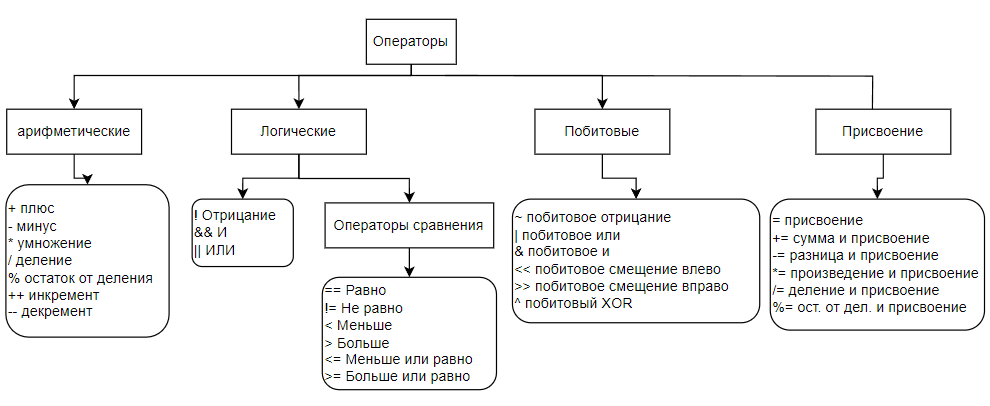 Операторы
арифметические
Логические
Побитовые
Присвоение
+ плюс
- минус
* умножение
/ деление
% остаток от деления
++ инкремент
-- декремент
! Отрицание
&& И
|| ИЛИ
Операторы сравнения
== Равно
!= Не равно
< Меньше
> Больше
<= Меньше или равно
>= Больше или равно
~ побитовое отрицание
| побитовое или
& побитовое и
<< побитовое смещение влево
>> побитовое смещение вправо
^ побитовый XOR
= присвоение
+= сумма и присвоение
-= разница и присвоение
*= произведение и присвоение
/= деление и присвоение
%= ост. от дел. и присвоение